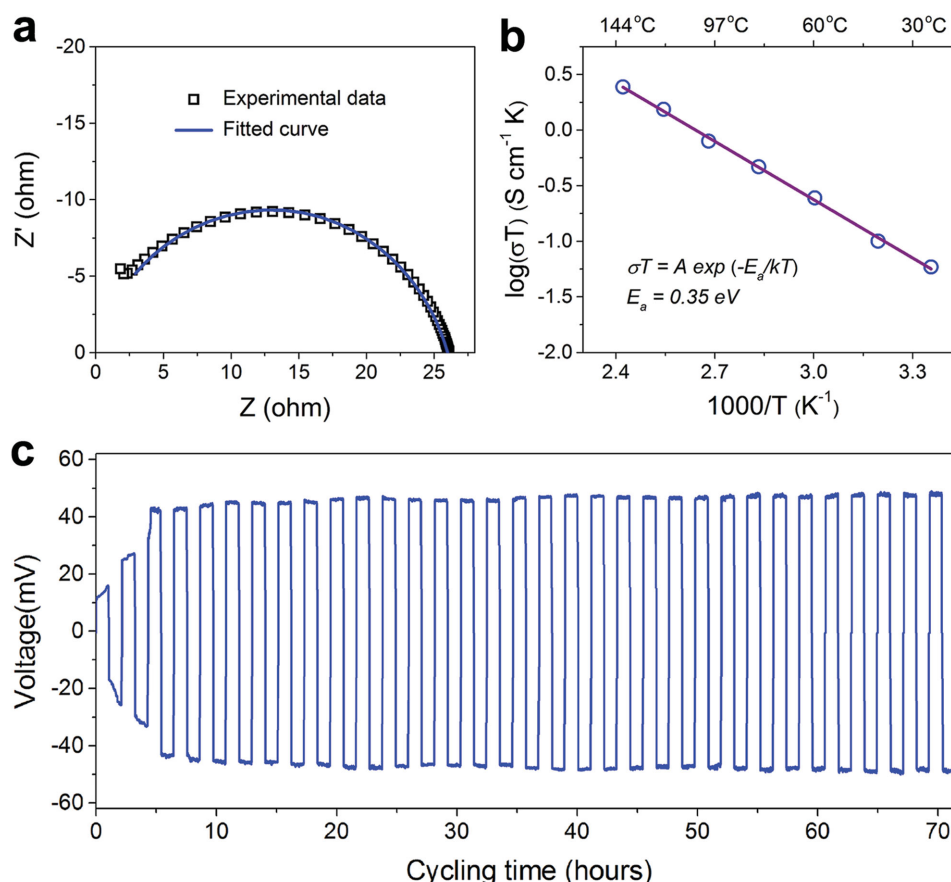 a
-20
-15
-10
-5
0
Z' (ohm)
Experimental data
Fitted curve
0 5 10 15 20 25
Z (ohm)
b
144°C 97°C 60°C 30°C
log(σT) (S cm⁻¹ K)
0.5
0.0
-0.5
-1.0
-1.5
-2.0
σT = A exp (-Eₐ/kT)
Eₐ = 0.35 eV
2.4 2.7 3.0 3.3
1000/T (K⁻¹)
c
60
40
20
0
-20
-40
-60
Voltage(mV)
0 10 20 30 40 50 60 70
Cycling time (hours)